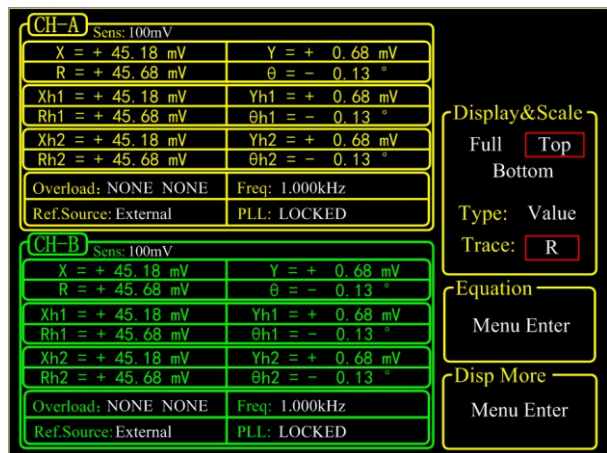 CH-A Sens: 100mV
X = + 45.18 mV Y = + 0.68 mV
R = + 45.68 mV θ = - 0.13 °
Xh1 = + 45.18 mV Yh1 = + 0.68 mV
Rh1 = + 45.68 mV θh1 = - 0.13 °
Xh2 = + 45.18 mV Yh2 = + 0.68 mV
Rh2 = + 45.68 mV θh2 = - 0.13 °
Overload: NONE NONE Freq: 1.000kHz
Ref.Source: External PLL: LOCKED
CH-B Sens: 100mV
X = + 45.18 mV Y = + 0.68 mV
R = + 45.68 mV θ = - 0.13 °
Xh1 = + 45.18 mV Yh1 = + 0.68 mV
Rh1 = + 45.68 mV θh1 = - 0.13 °
Xh2 = + 45.18 mV Yh2 = + 0.68 mV
Rh2 = + 45.68 mV θh2 = - 0.13 °
Overload: NONE NONE Freq: 1.000kHz
Ref.Source: External PLL: LOCKED
Display&Scale
Full Top
Bottom
Type: Value
Trace: R
Equation
Menu Enter
Disp More
Menu Enter